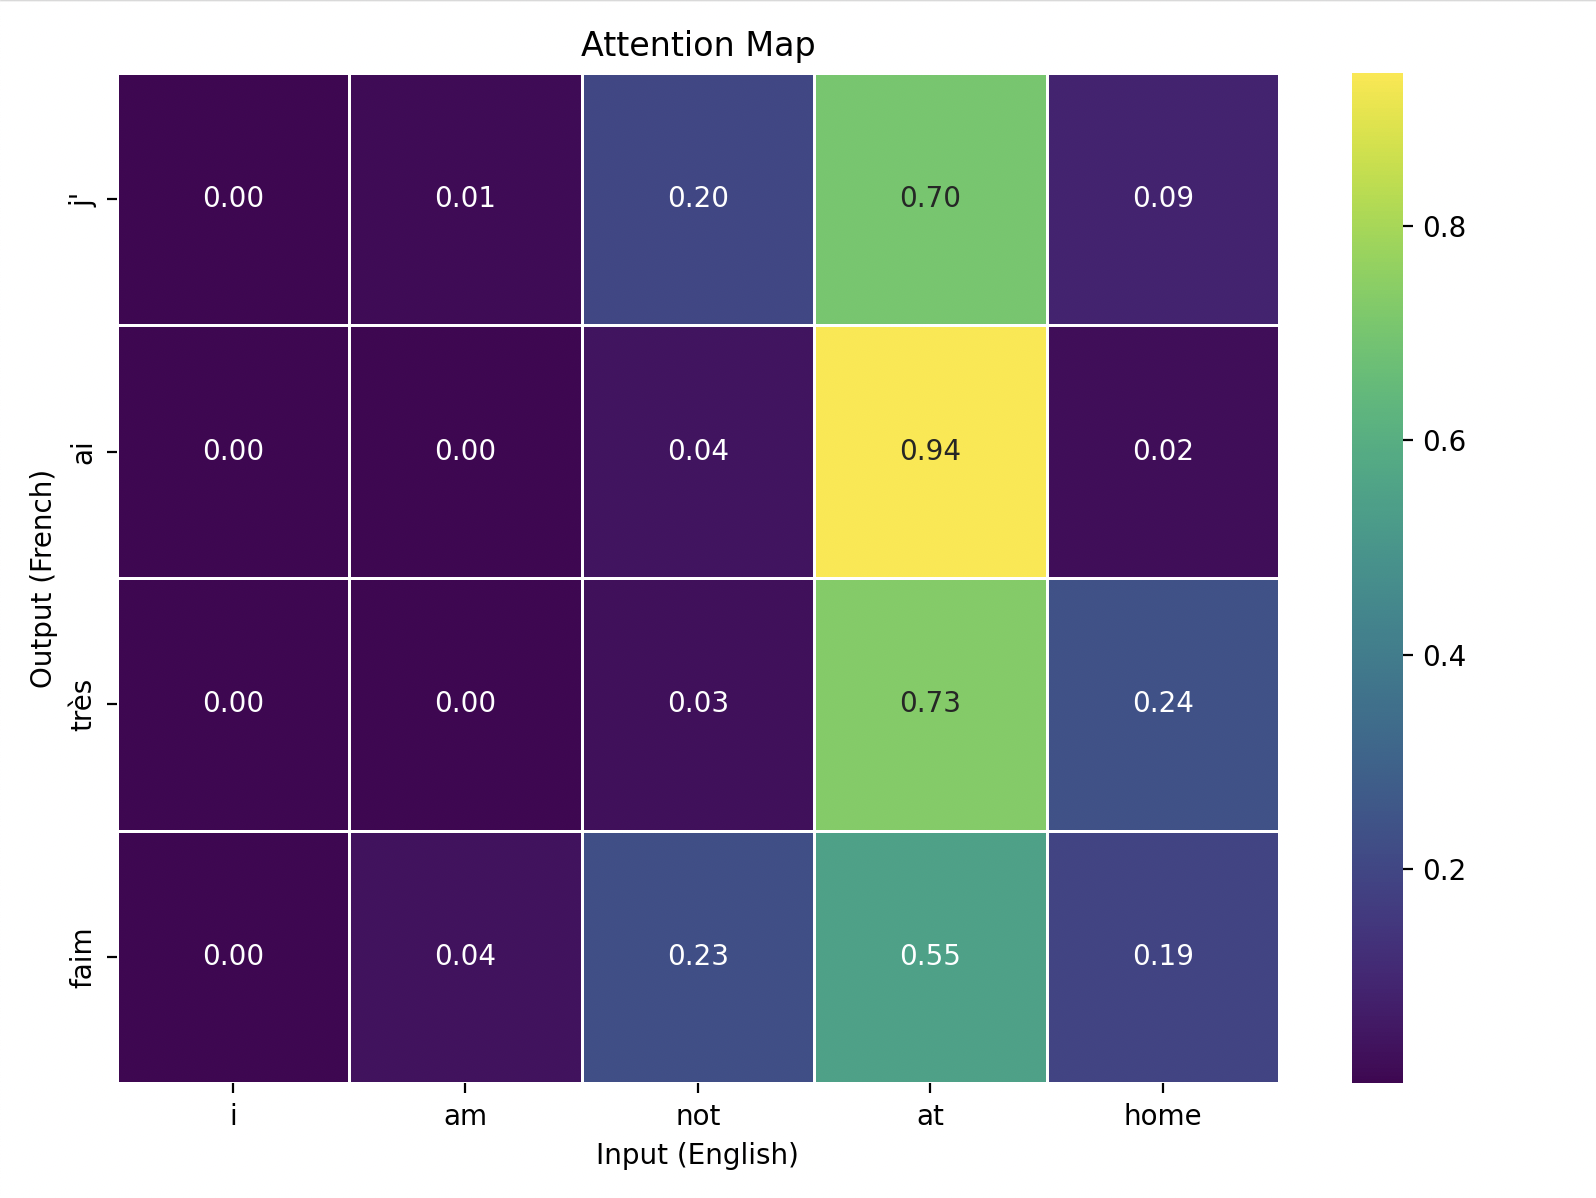 Attention Map
j'
0.00 0.01 0.20 0.70 0.09
ai
0.00 0.00 0.04 0.94 0.02
très
0.00 0.00 0.03 0.73 0.24
faim
0.00 0.04 0.23 0.55 0.19
Output (French)
i am not at home
Input (English)
0.8
0.6
0.4
0.2